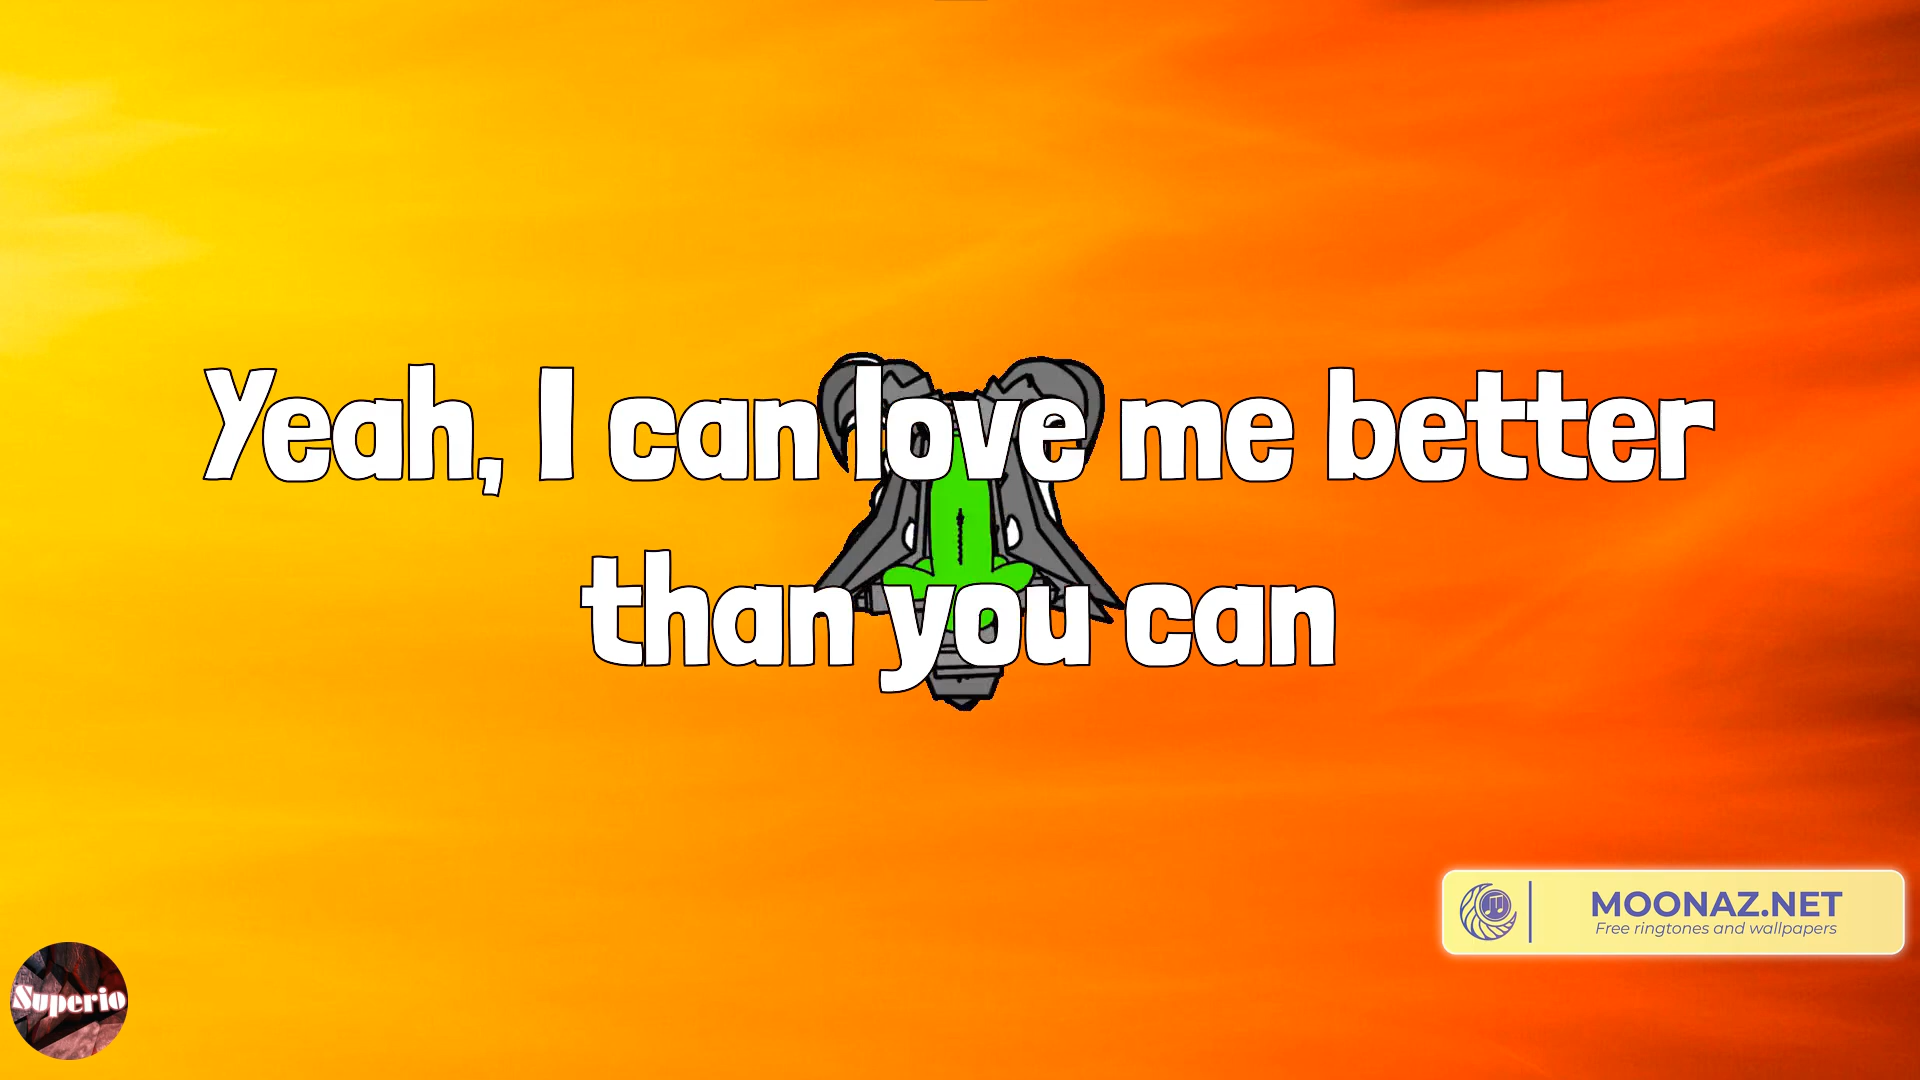 Yeah, I can love me better
than you can
MOONAZ.NET
Free ringtones and wallpapers
Superio